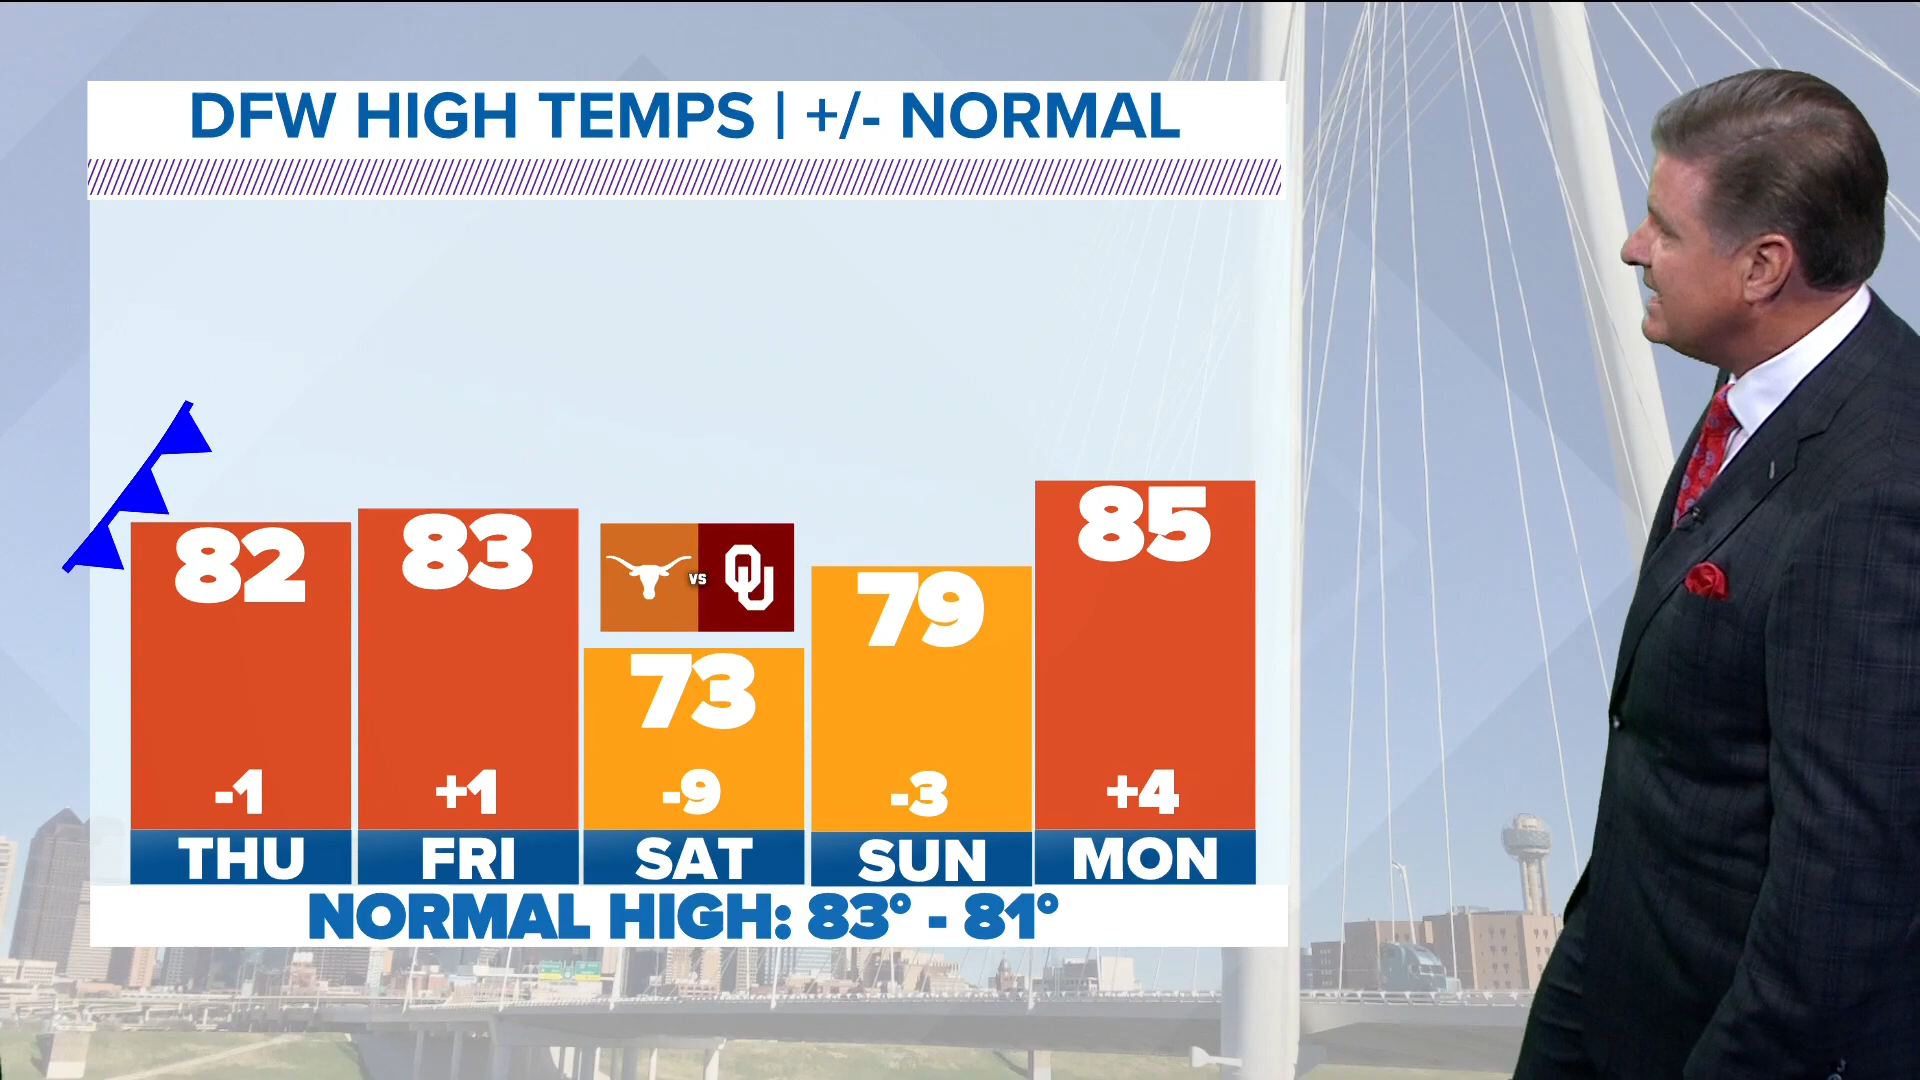 DFW HIGH TEMPS | +/- NORMAL
82 83 VS OU 73 79 85
-1 +1 -9 -3 +4
THU FRI SAT SUN MON
NORMAL HIGH: 83° - 81°